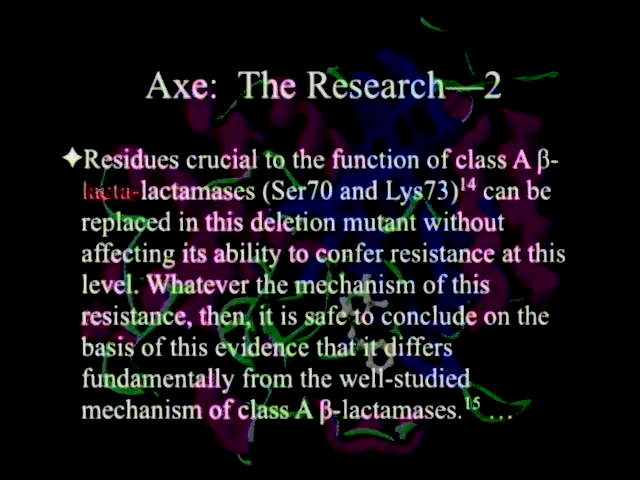 Axe: The Research—2
✦Residues crucial to the function of class A β-
lacta-lactamases (Ser70 and Lys73)14 can be
replaced in this deletion mutant without
affecting its ability to confer resistance at this
level. Whatever the mechanism of this
resistance, then, it is safe to conclude on the
basis of this evidence that it differs
fundamentally from the well-studied
mechanism of class A β-lactamases.15 …